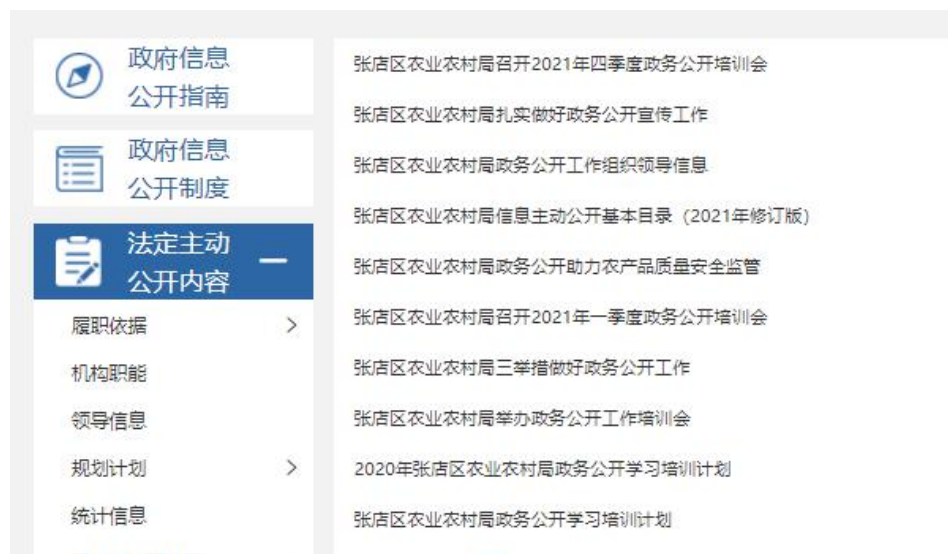 政府信息
公开指南
政府信息
公开制度
法定主动
公开内容
履职依据
机构职能
领导信息
规划计划
统计信息
张店区农业农村局召开2021年四季度政务公开培训会
张店区农业农村局扎实做好政务公开宣传工作
张店区农业农村局政务公开工作组织领导信息
张店区农业农村局信息主动公开基本目录（2021年修订版）
张店区农业农村局政务公开助力农产品质量安全监管
张店区农业农村局召开2021年一季度政务公开培训会
张店区农业农村局三举措做好政务公开工作
张店区农业农村局举办政务公开工作培训会
2020年张店区农业农村局政务公开学习培训计划
张店区农业农村局政务公开学习培训计划